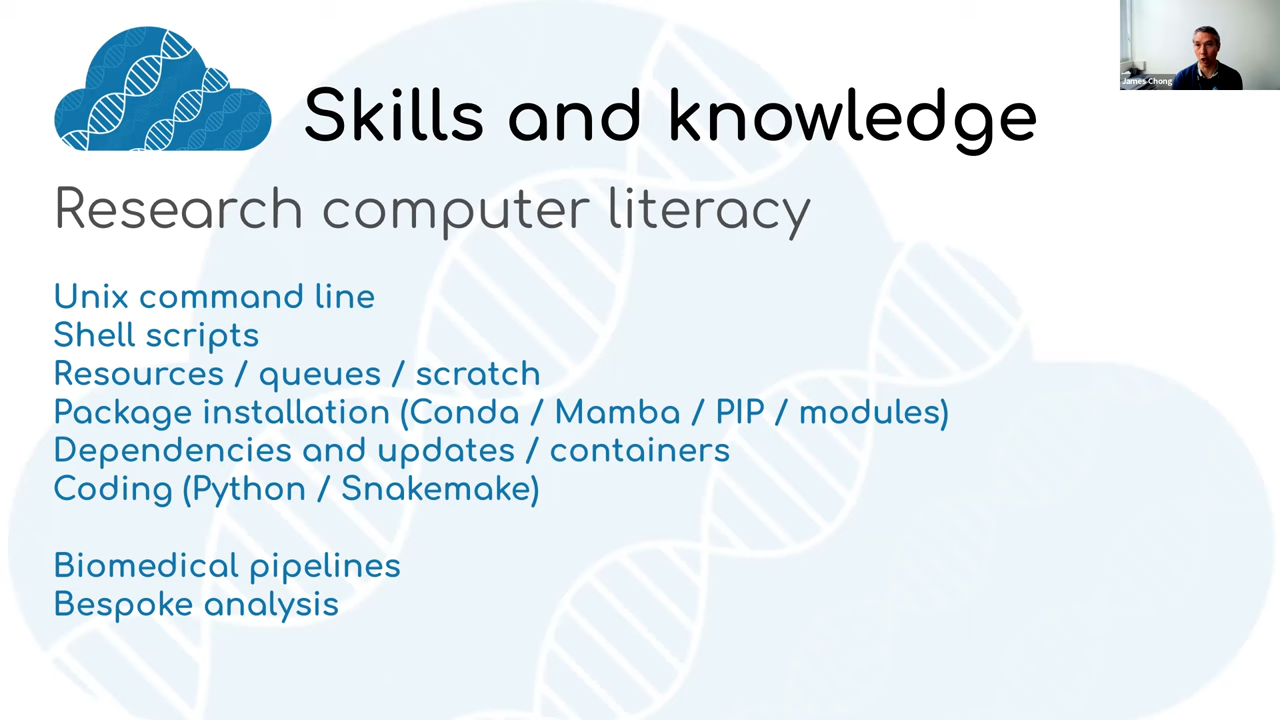 James Chong
Skills and knowledge
Research computer literacy
Unix command line
Shell scripts
Resources / queues / scratch
Package installation (Conda / Mamba / PIP / modules)
Dependencies and updates / containers
Coding (Python / Snakemake)
Biomedical pipelines
Bespoke analysis